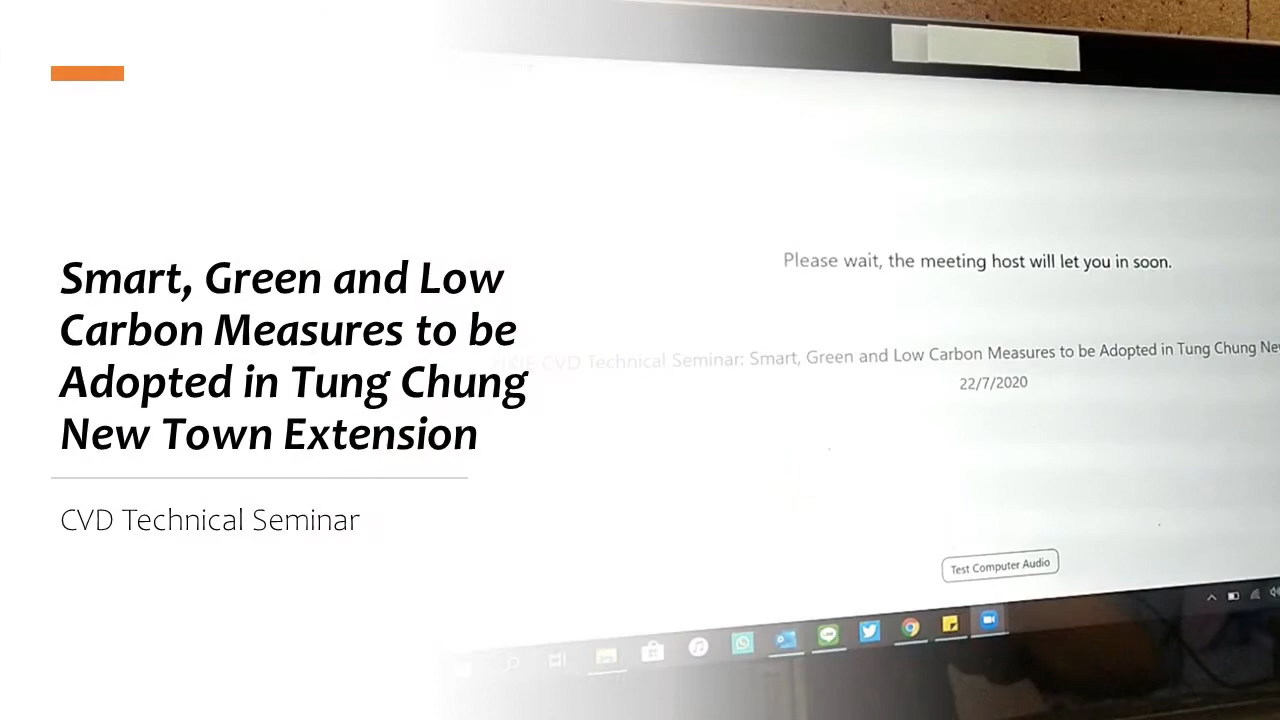 Smart, Green and Low
Carbon Measures to be
Adopted in Tung Chung
New Town Extension
CVD Technical Seminar
Please wait, the meeting host will let you in soon.
CVD Technical Seminar: Smart, Green and Low Carbon Measures to be Adopted in Tung Chung
22/7/2020
Test Computer Audio